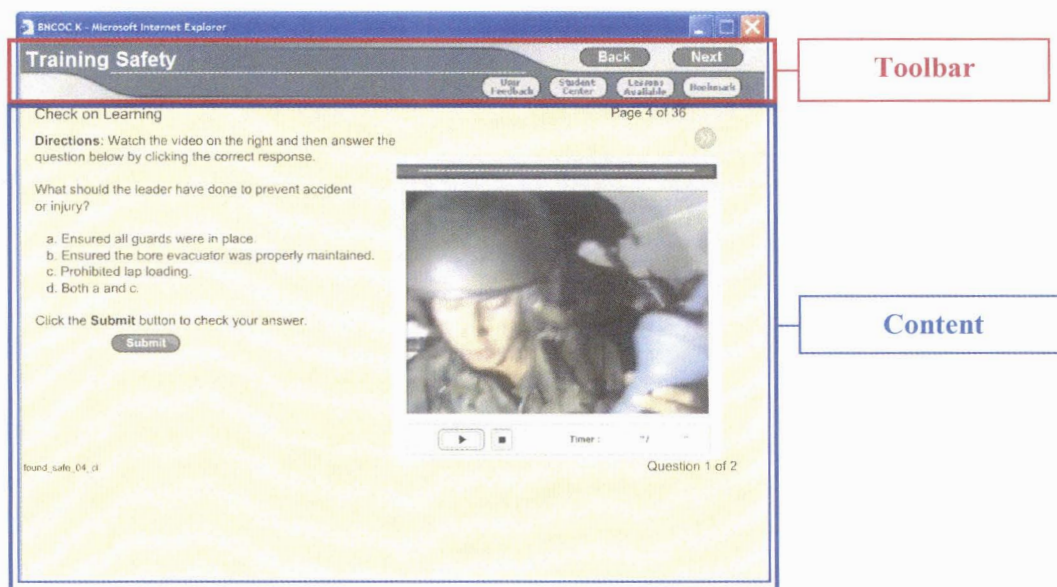 BNCOC K - Microsoft Internet Explorer
Training Safety
Back
Next
User Feedback
Student Center
Lessons Available
Bookmark
Toolbar
Check on Learning
Page 4 of 36
Directions: Watch the video on the right and then answer the
question below by clicking the correct response.
What should the leader have done to prevent accident
or injury?
a. Ensured all guards were in place.
b. Ensured the bore evacuator was properly maintained.
c. Prohibited lap loading.
d. Both a and c.
Click the Submit button to check your answer.
Submit
Content
Timer :
found_safe_04_cl
Question 1 of 2